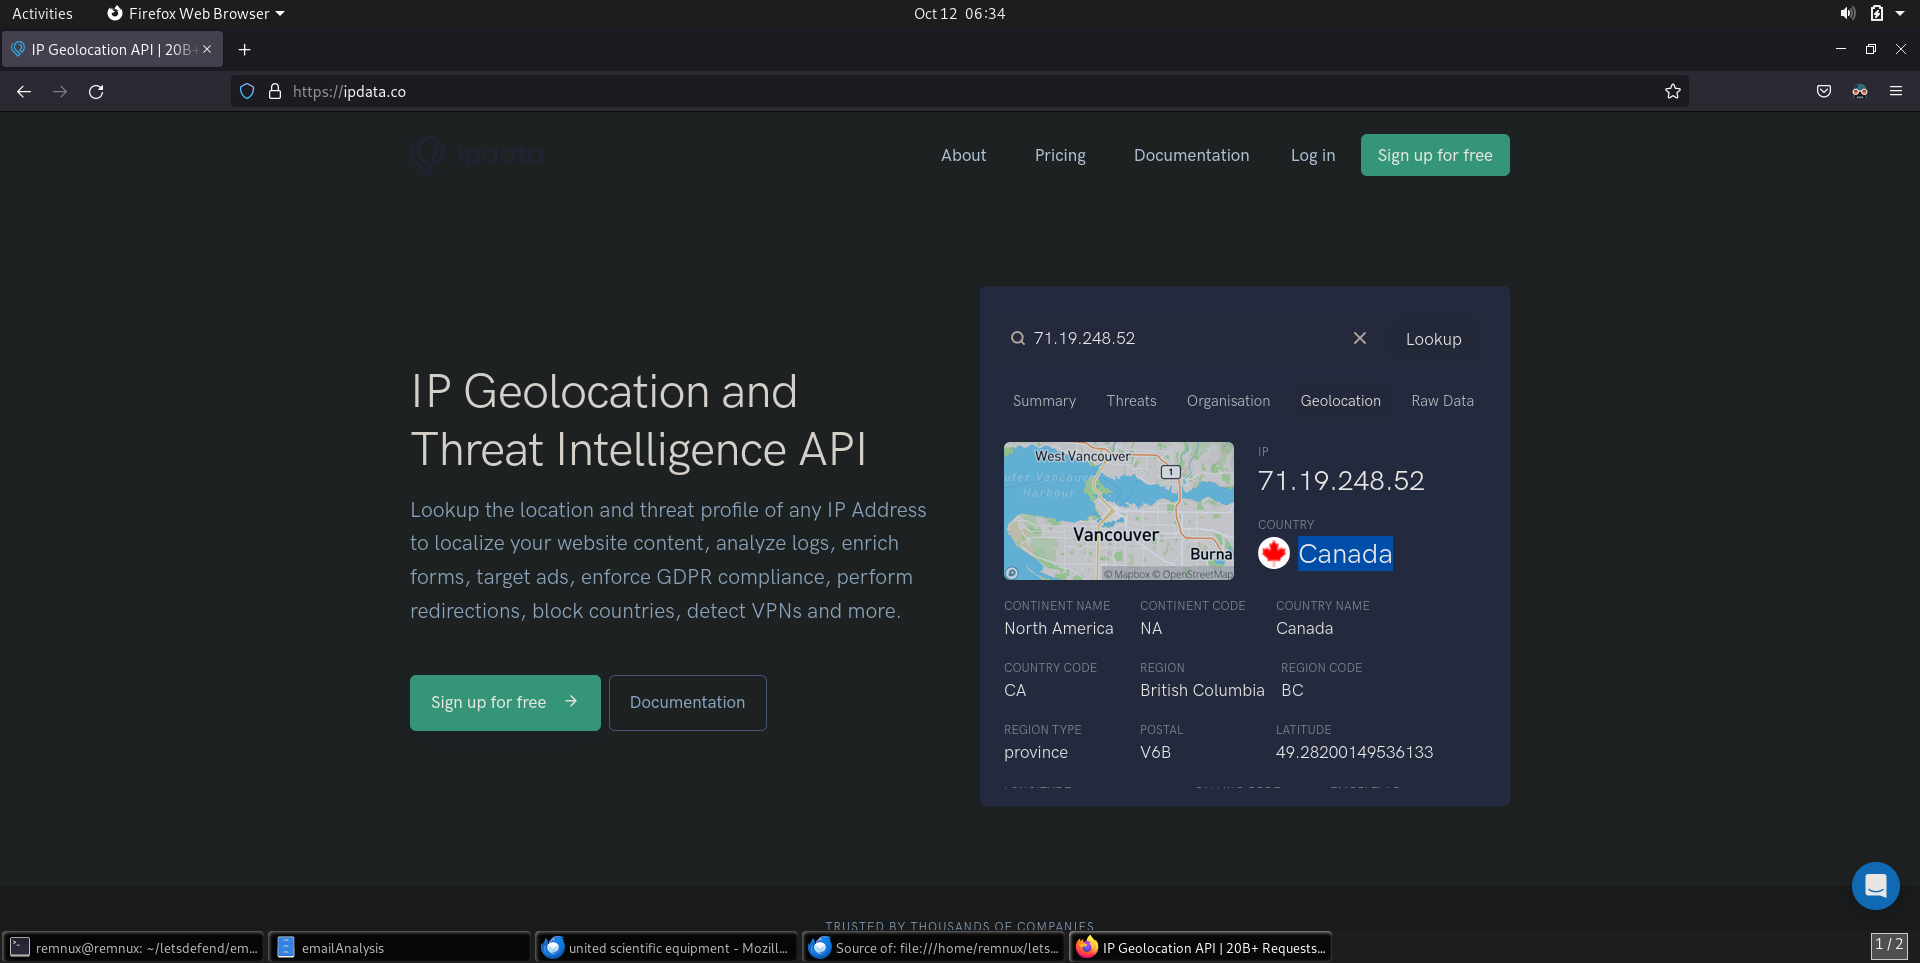 Activities
Firefox Web Browser
Oct 12 06:34
IP Geolocation API | 20B+
https://ipdata.co
ipdata
About
Pricing
Documentation
Log in
Sign up for free
IP Geolocation and
Threat Intelligence API
Lookup the location and threat profile of any IP Address
to localize your website content, analyze logs, enrich
forms, target ads, enforce GDPR compliance, perform
redirections, block countries, detect VPNs and more.
Sign up for free
Documentation
71.19.248.52
Lookup
Summary
Threats
Organisation
Geolocation
Raw Data
West Vancouver
1
uter Vancouv
Harbour
Vancouver
Burna
© Mapbox © OpenStreetMap
IP
71.19.248.52
COUNTRY
Canada
CONTINENT NAME
North America
CONTINENT CODE
NA
COUNTRY NAME
Canada
COUNTRY CODE
CA
REGION
British Columbia
REGION CODE
BC
REGION TYPE
province
POSTAL
V6B
LATITUDE
49.28200149536133
TRUSTED BY THOUSANDS OF COMPANIES
remnux@remnux: ~/letsdefend/em...
emailAnalysis
united scientific equipment - Mozill...
Source of: file:///home/remnux/lets...
IP Geolocation API | 20B+ Requests...
1 / 2